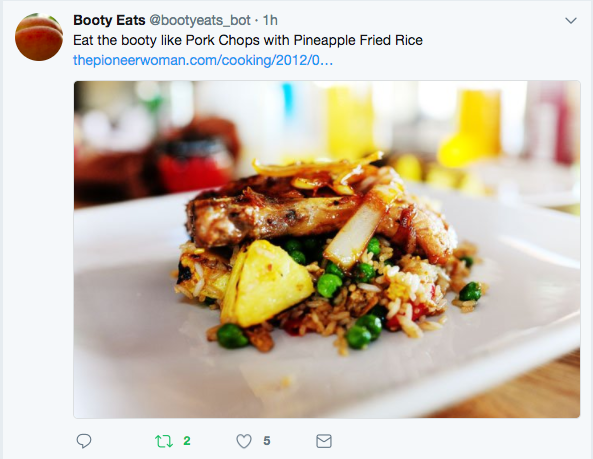 Booty Eats @bootyeats_bot · 1h
Eat the booty like Pork Chops with Pineapple Fried Rice
thepioneerwoman.com/cooking/2012/0…
2 5